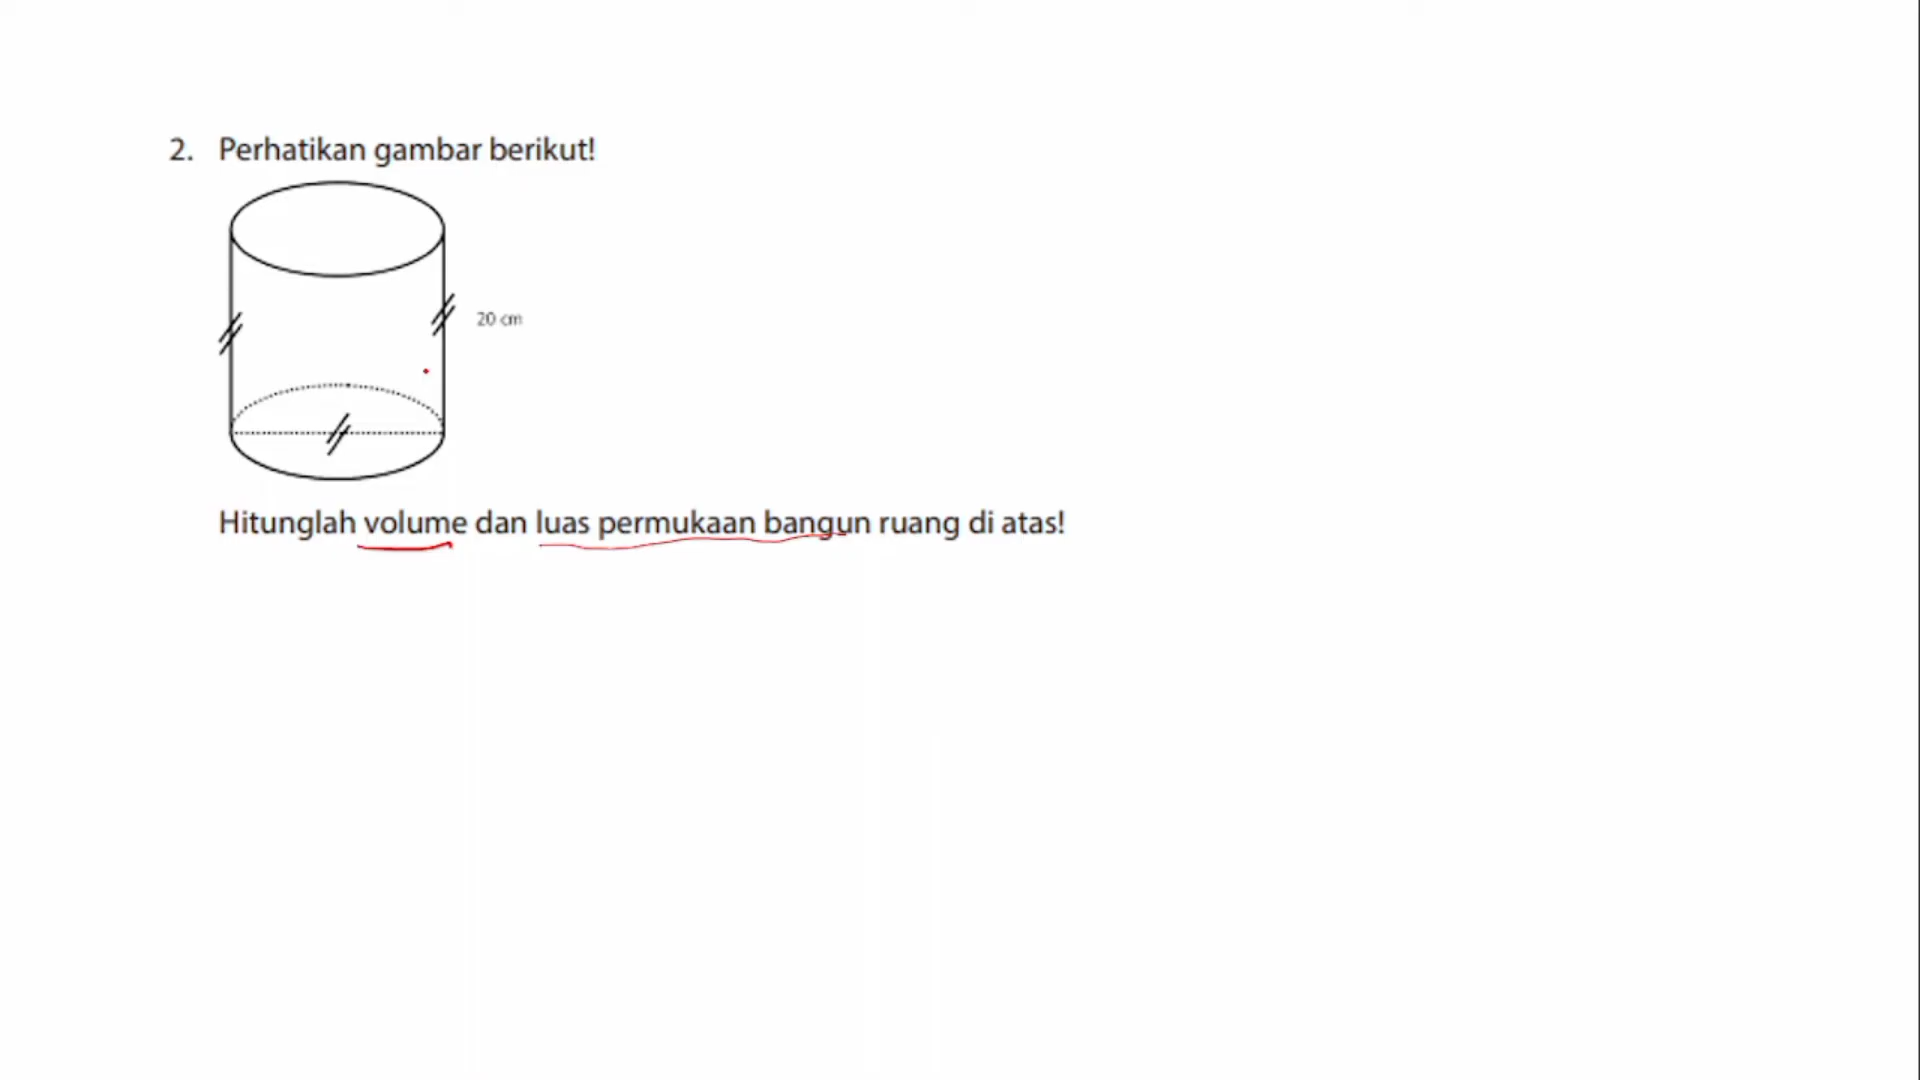 2. Perhatikan gambar berikut!
20 cm
Hitunglah volume dan luas permukaan bangun ruang di atas!